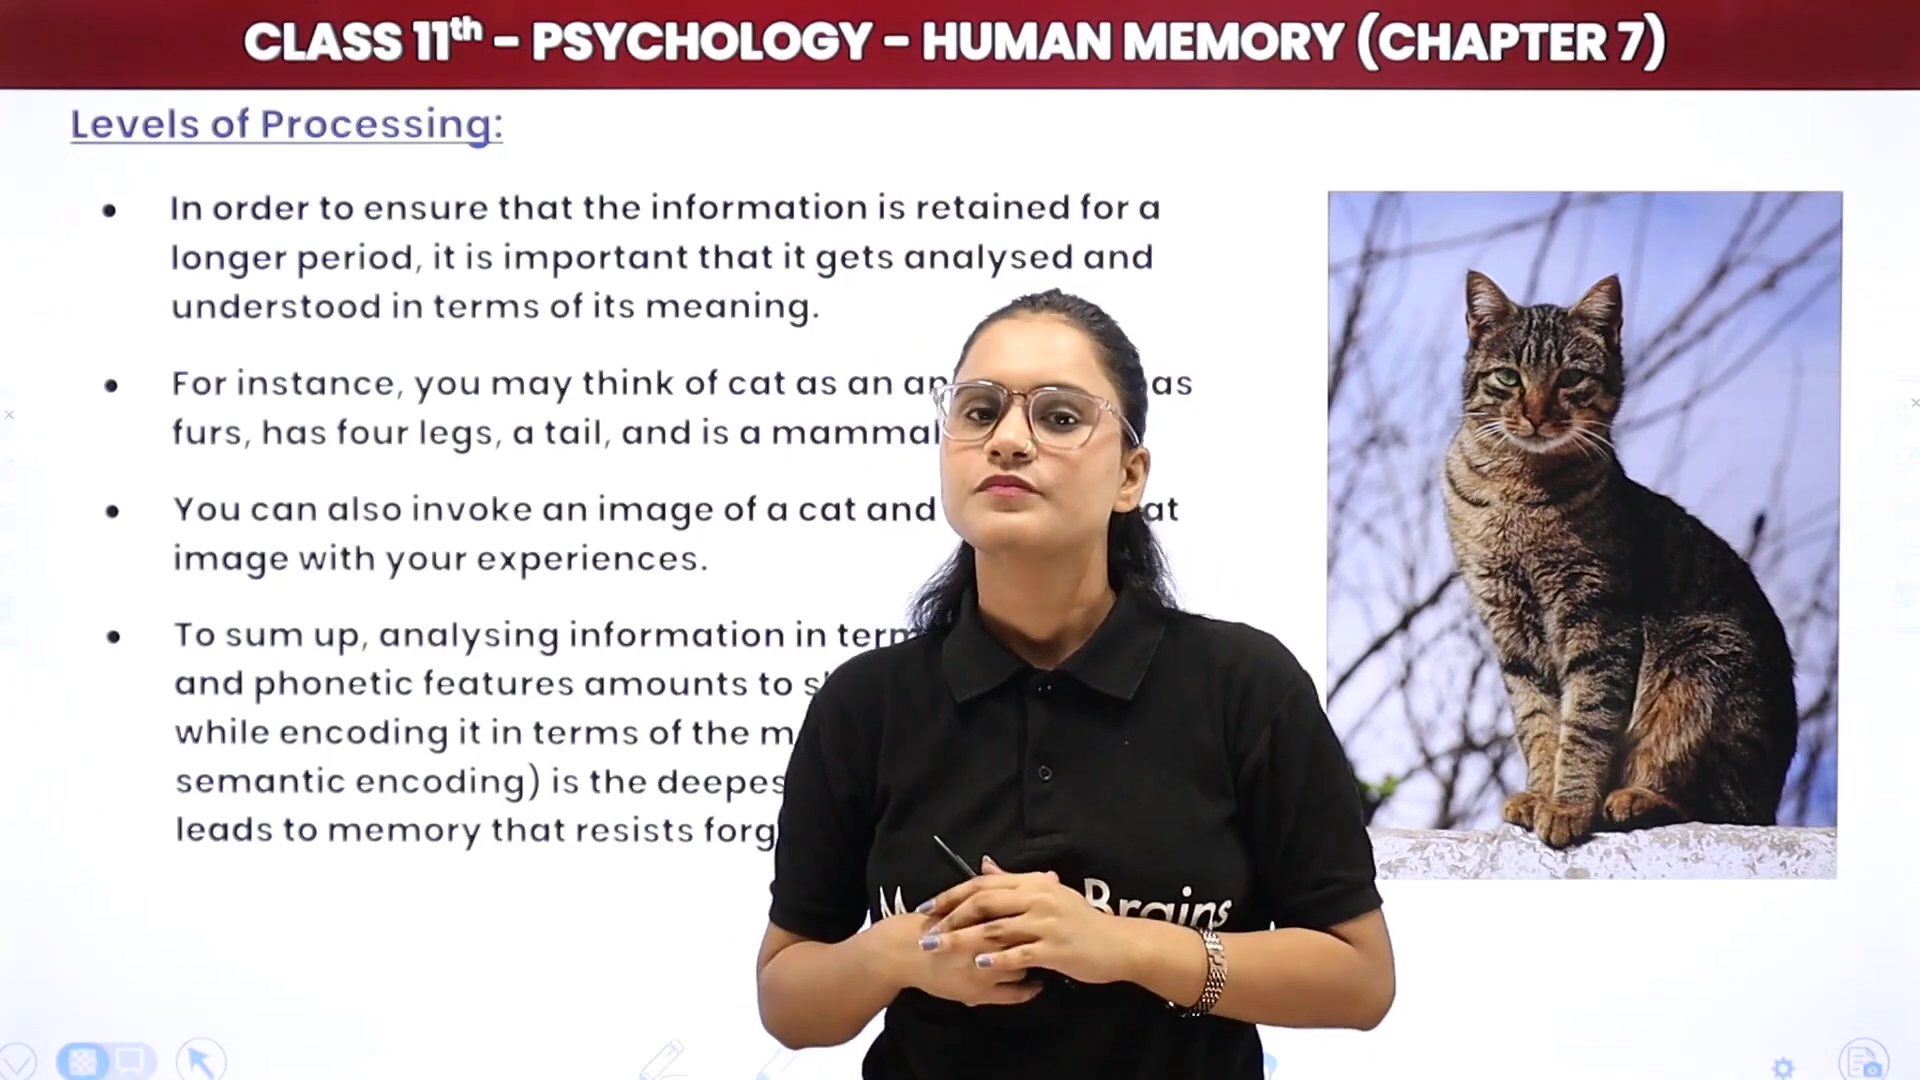 CLASS 11th - PSYCHOLOGY - HUMAN MEMORY (CHAPTER 7)
Levels of Processing:
• In order to ensure that the information is retained for a
longer period, it is important that it gets analysed and
understood in terms of its meaning.
• For instance, you may think of cat as an as
furs, has four legs, a tail, and is a mammal
• You can also invoke an image of a cat and
image with your experiences.
• To sum up, analysing information in
and phonetic features amounts to
while encoding it in terms of the
semantic encoding) is the
leads to memory that resists
Brains